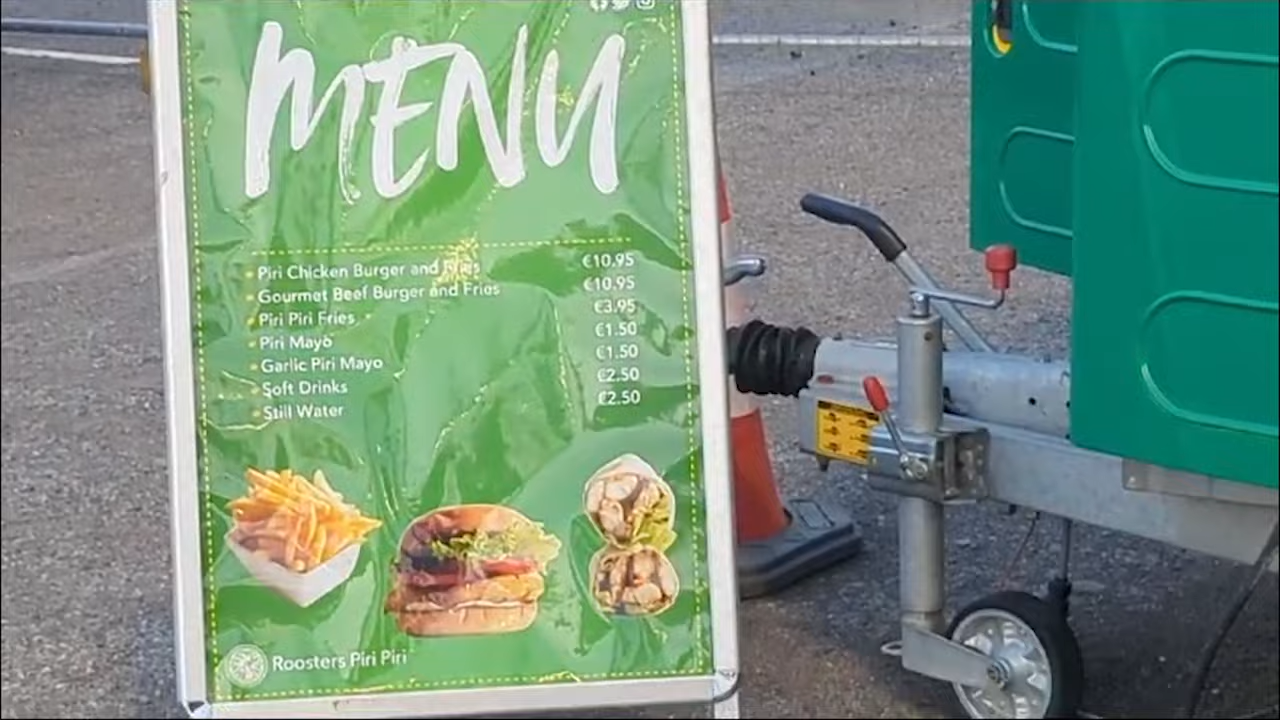 MENU
Piri Chicken Burger and Fries €10.95
Gourmet Beef Burger and Fries €10.95
Piri Piri Fries €3.95
Piri Mayo €1.50
Garlic Piri Mayo €1.50
Soft Drinks €2.50
Still Water €2.50
Roosters Piri Piri